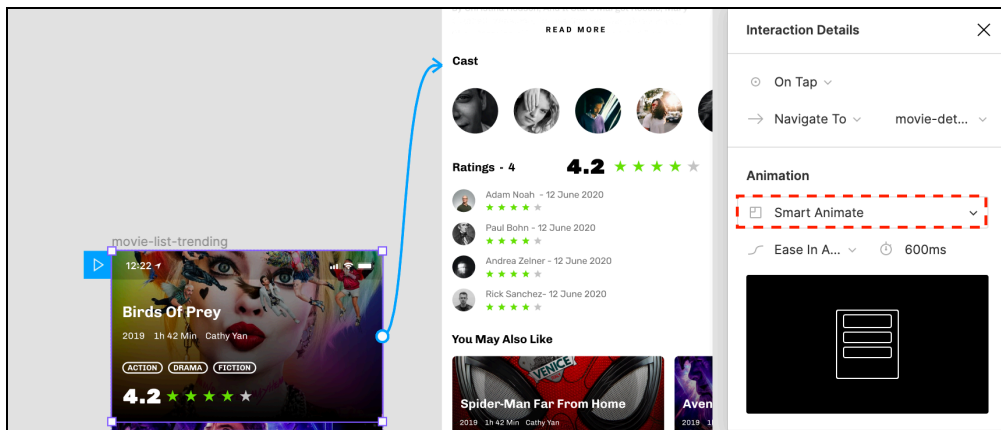 READ MORE
Cast
Ratings - 4
4.2
Adam Noah - 12 June 2020
Paul Bohn - 12 June 2020
Andrea Zelner - 12 June 2020
Rick Sanchez- 12 June 2020
You May Also Like
VENICE
Spider-Man Far From Home
2019 1h 42 Min Cathy Yan
Aven
2019 1h
movie-list-trending
12:22
Birds Of Prey
2019 1h 42 Min Cathy Yan
ACTION DRAMA FICTION
4.2
Interaction Details
On Tap
Navigate To movie-det...
Animation
Smart Animate
Ease In A... 600ms